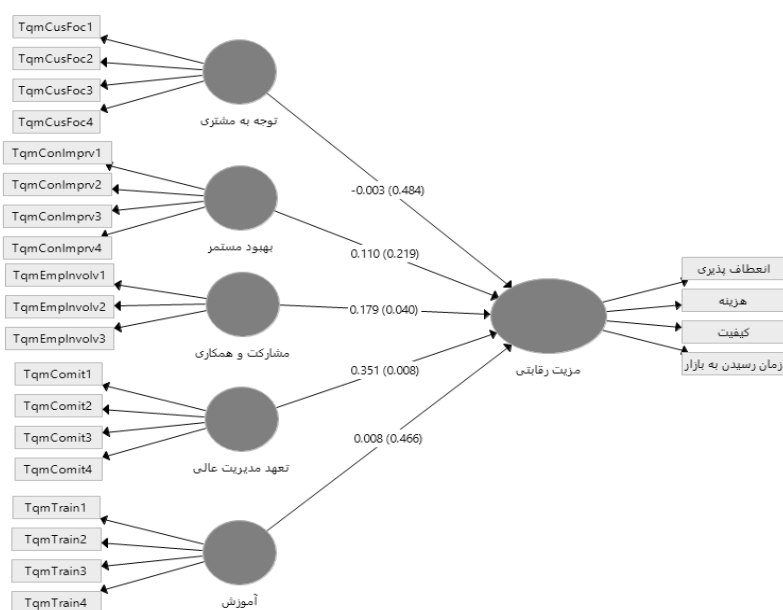 TqmCusFoc1
TqmCusFoc2
TqmCusFoc3
TqmCusFoc4
توجه به مشتری
TqmConImprv1
TqmConImprv2
TqmConImprv3
TqmConImprv4
بهبود مستمر
TqmEmpInvolv1
TqmEmpInvolv2
TqmEmpInvolv3
مشارکت و همکاری
TqmComit1
TqmComit2
TqmComit3
TqmComit4
تعهد مدیریت عالی
TqmTrain1
TqmTrain2
TqmTrain3
TqmTrain4
آموزش
-0.003 (0.484)
0.110 (0.219)
0.179 (0.040)
0.351 (0.008)
0.008 (0.466)
مزیت رقابتی
انعطاف پذیری
هزینه
کیفیت
زمان رسیدن به بازار